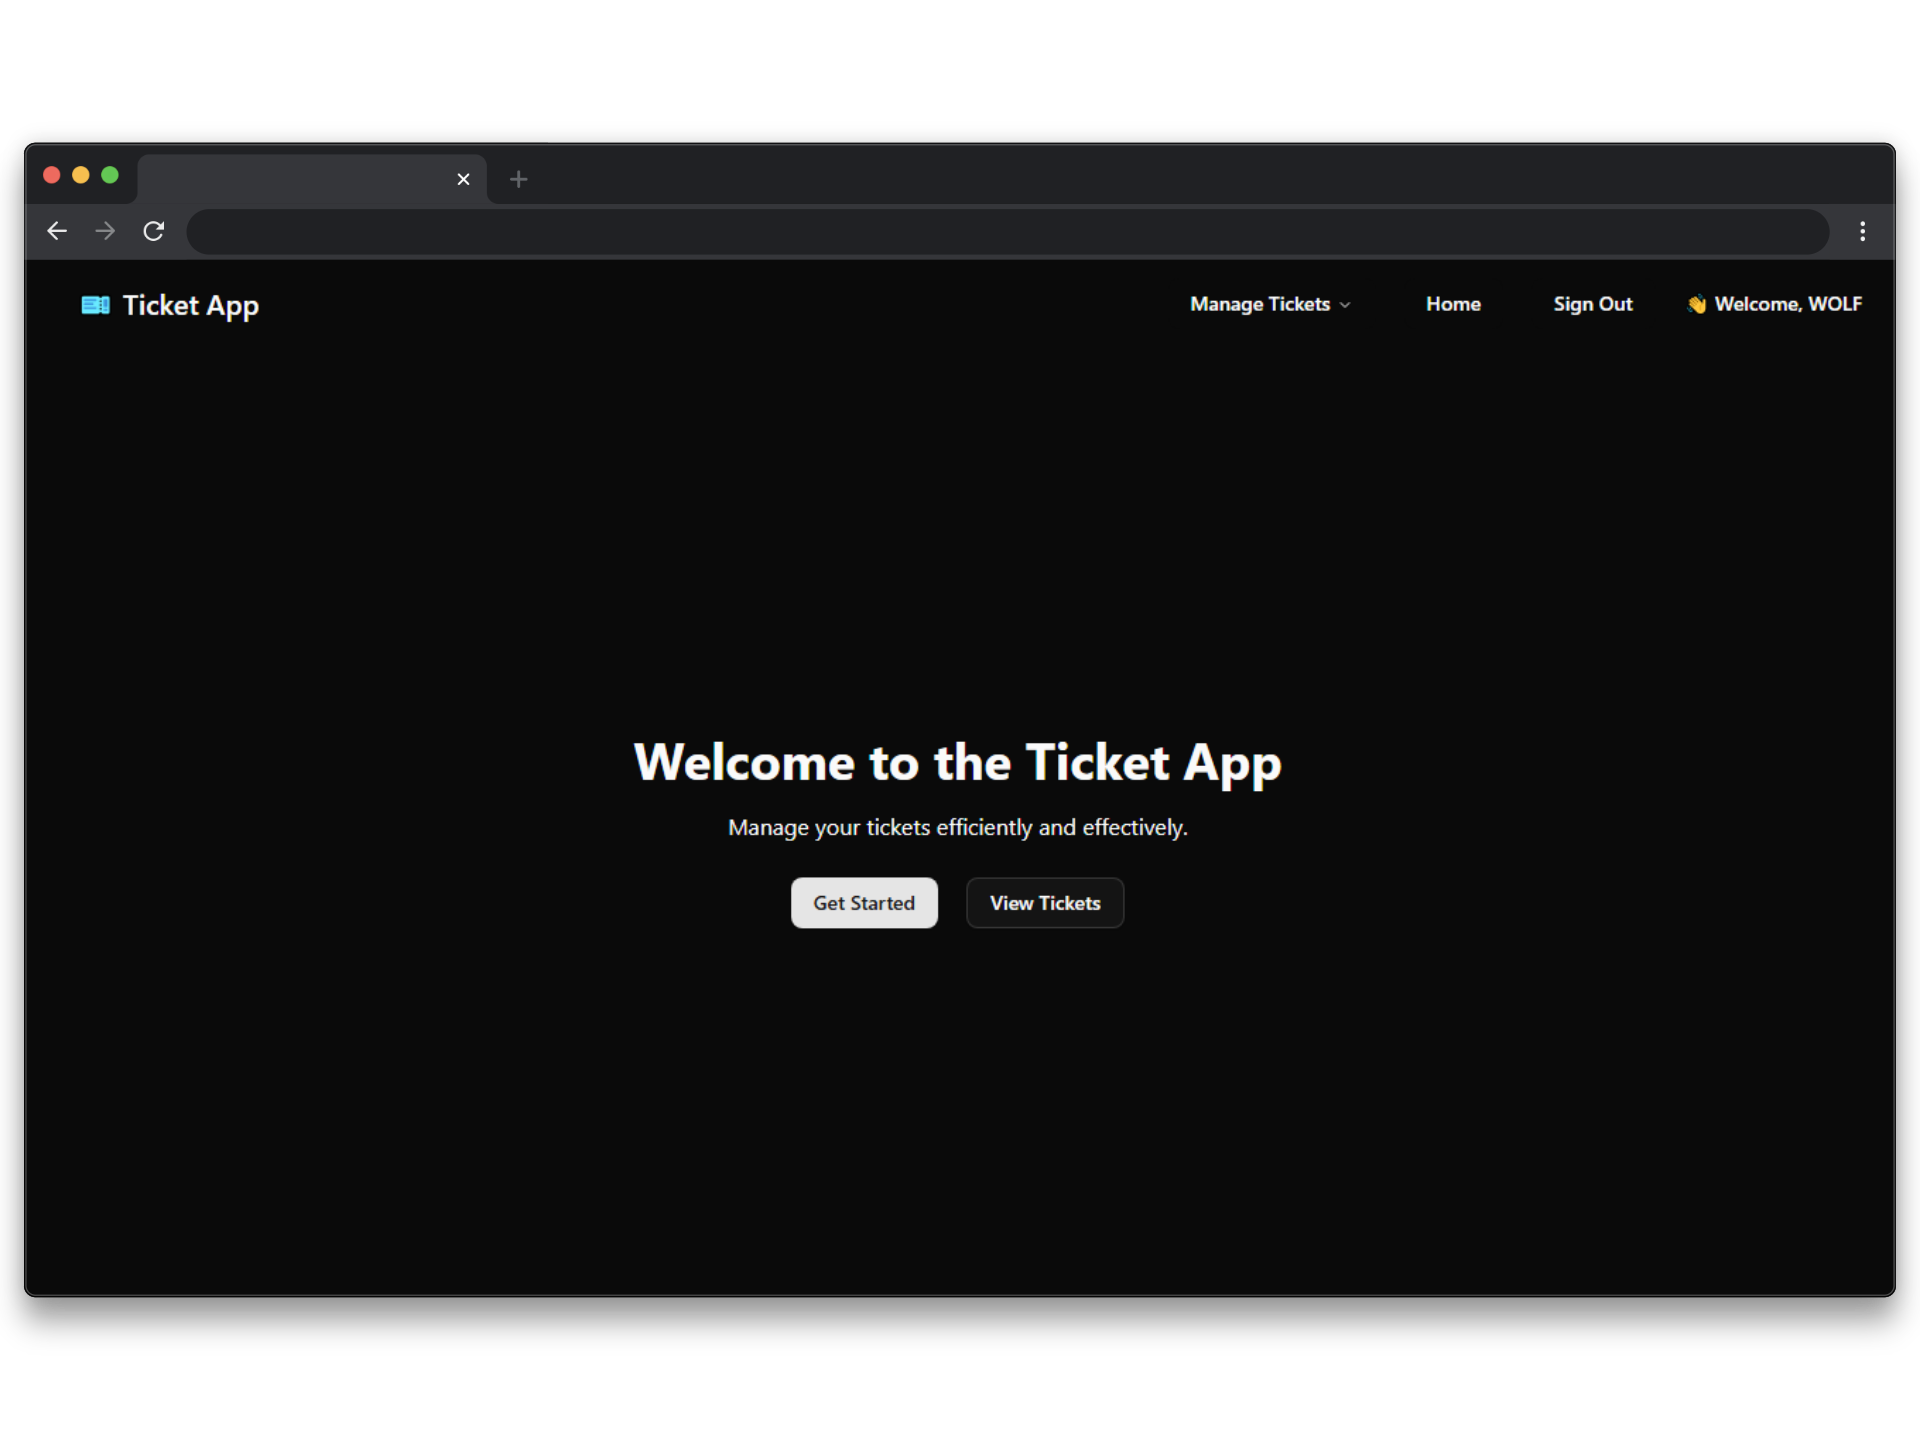 Ticket App
Manage Tickets
Home
Sign Out
👋 Welcome, WOLF
Welcome to the Ticket App
Manage your tickets efficiently and effectively.
Get Started
View Tickets